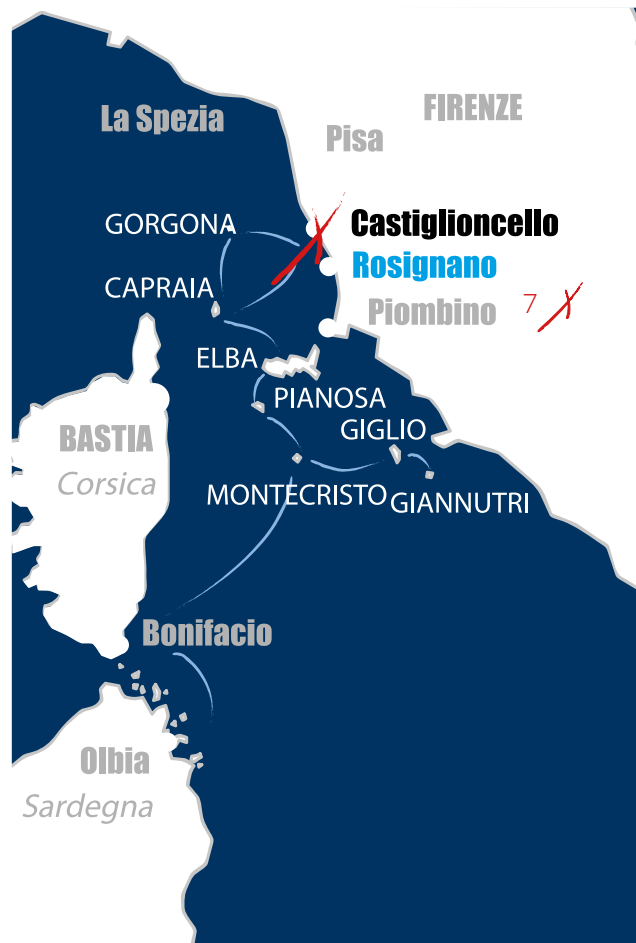 FIRENZE
La Spezia
Pisa
GORGONA
Castiglioncello
Rosignano
CAPRAIA
Piombino 7
ELBA
PIANOSA
GIGLIO
BASTIA
Corsica
MONTECRISTO
GIANNUTRI
Bonifacio
Olbia
Sardegna